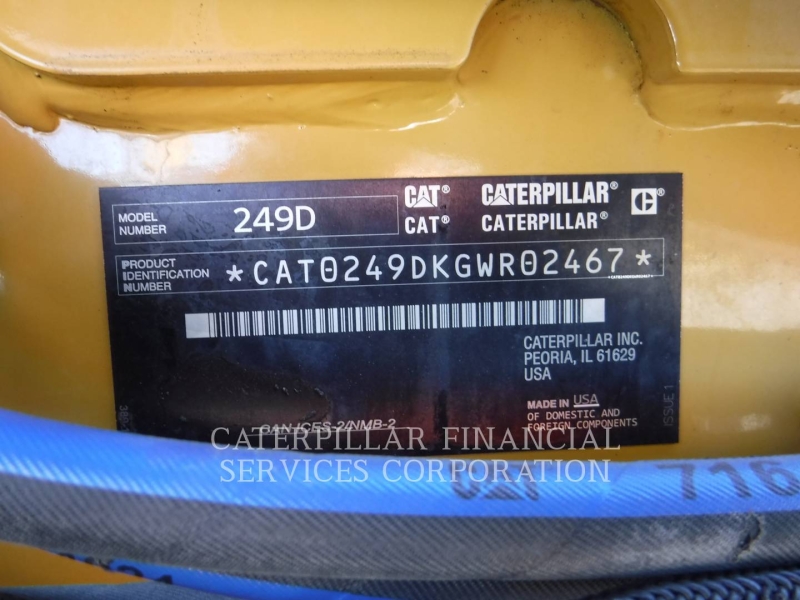 MODEL NUMBER 249D
CAT® CATERPILLAR® C®
CAT® CATERPILLAR®
PRODUCT IDENTIFICATION NUMBER *CAT0249DKGWR02467*
CATERPILLAR INC.
PEORIA, IL 61629
USA
MADE IN USA
OF DOMESTIC AND
FOREIGN COMPONENTS
ISSUE 1
CAN ICES-2/NMB-2
CATERPILLAR FINANCIAL
SERVICES CORPORATION
716